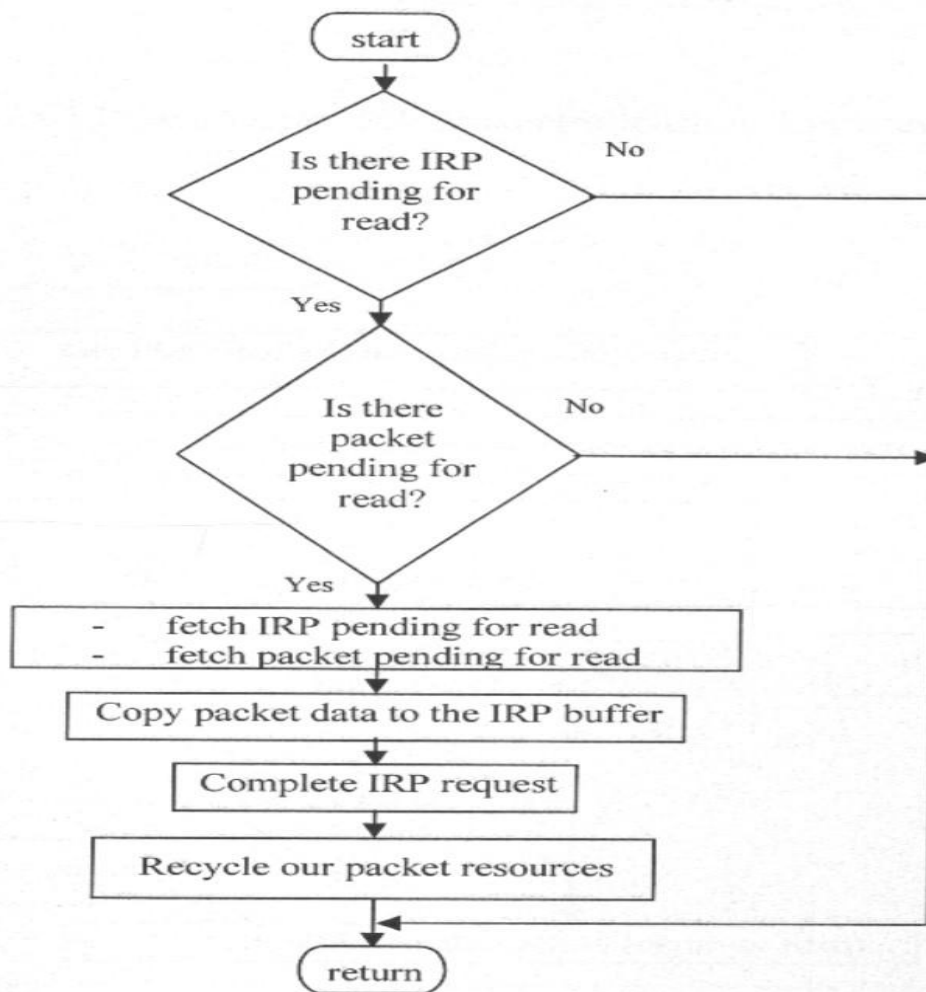 start
Is there IRP
pending for
read?
No
Yes
Is there
packet
pending for
read?
No
Yes
- fetch IRP pending for read
- fetch packet pending for read
Copy packet data to the IRP buffer
Complete IRP request
Recycle our packet resources
return